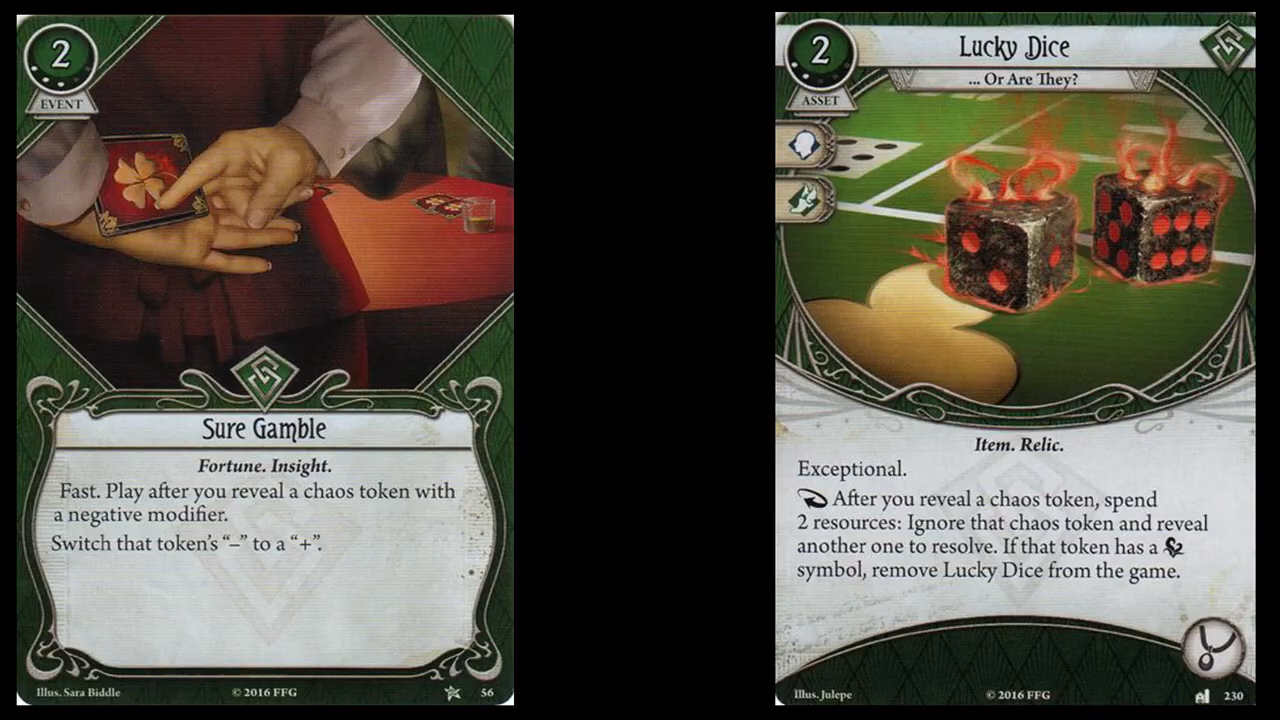 2
EVENT
Sure Gamble
Fortune. Insight.
Fast. Play after you reveal a chaos token with
a negative modifier.
Switch that token's “–” to a “+”.
Illus. Sara Biddle
© 2016 FFG
56
2
ASSET
Lucky Dice
... Or Are They?
Item. Relic.
Exceptional.
After you reveal a chaos token, spend
2 resources: Ignore that chaos token and reveal
another one to resolve. If that token has a
symbol, remove Lucky Dice from the game.
Illus. Julepe
© 2016 FFG
230